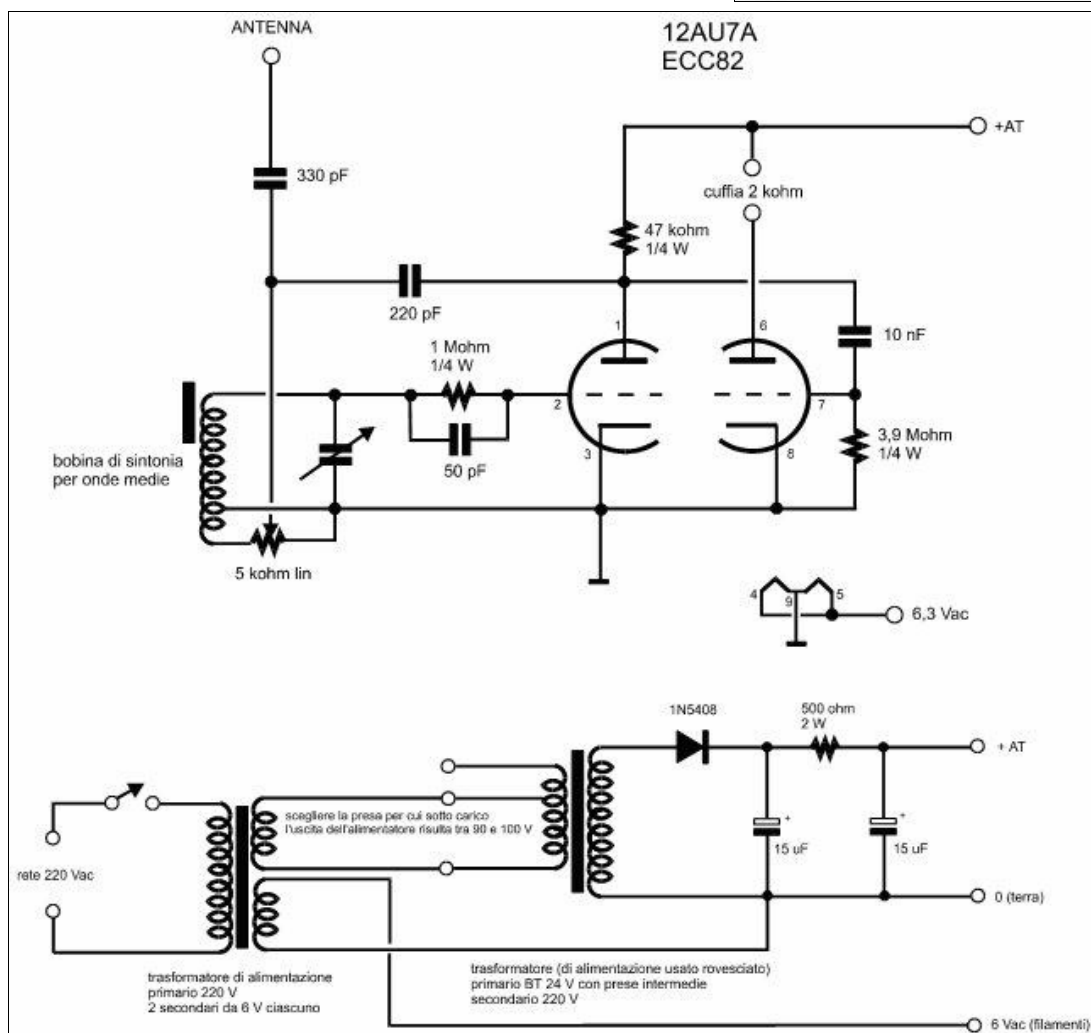 ANTENNA
12AU7A
ECC82
+AT
330 pF
cuffia 2 kohm
47 kohm
1/4 W
220 pF
1
6
10 nF
1 Mohm
1/4 W
2
7
50 pF
3
8
3,9 Mohm
1/4 W
bobina di sintonia
per onde medie
5 kohm lin
4
9
5
6,3 Vac
1N5408
500 ohm
2 W
+ AT
scegliere la presa per cui sotto carico
l'uscita dell'alimentatore risulta tra 90 e 100 V
+
15 uF
+
15 uF
rete 220 Vac
0 (terra)
trasformatore di alimentazione
primario 220 V
2 secondari da 6 V ciascuno
trasformatore (di alimentazione usato rovesciato)
primario BT 24 V con prese intermedie
secondario 220 V
6 Vac (filamenti)